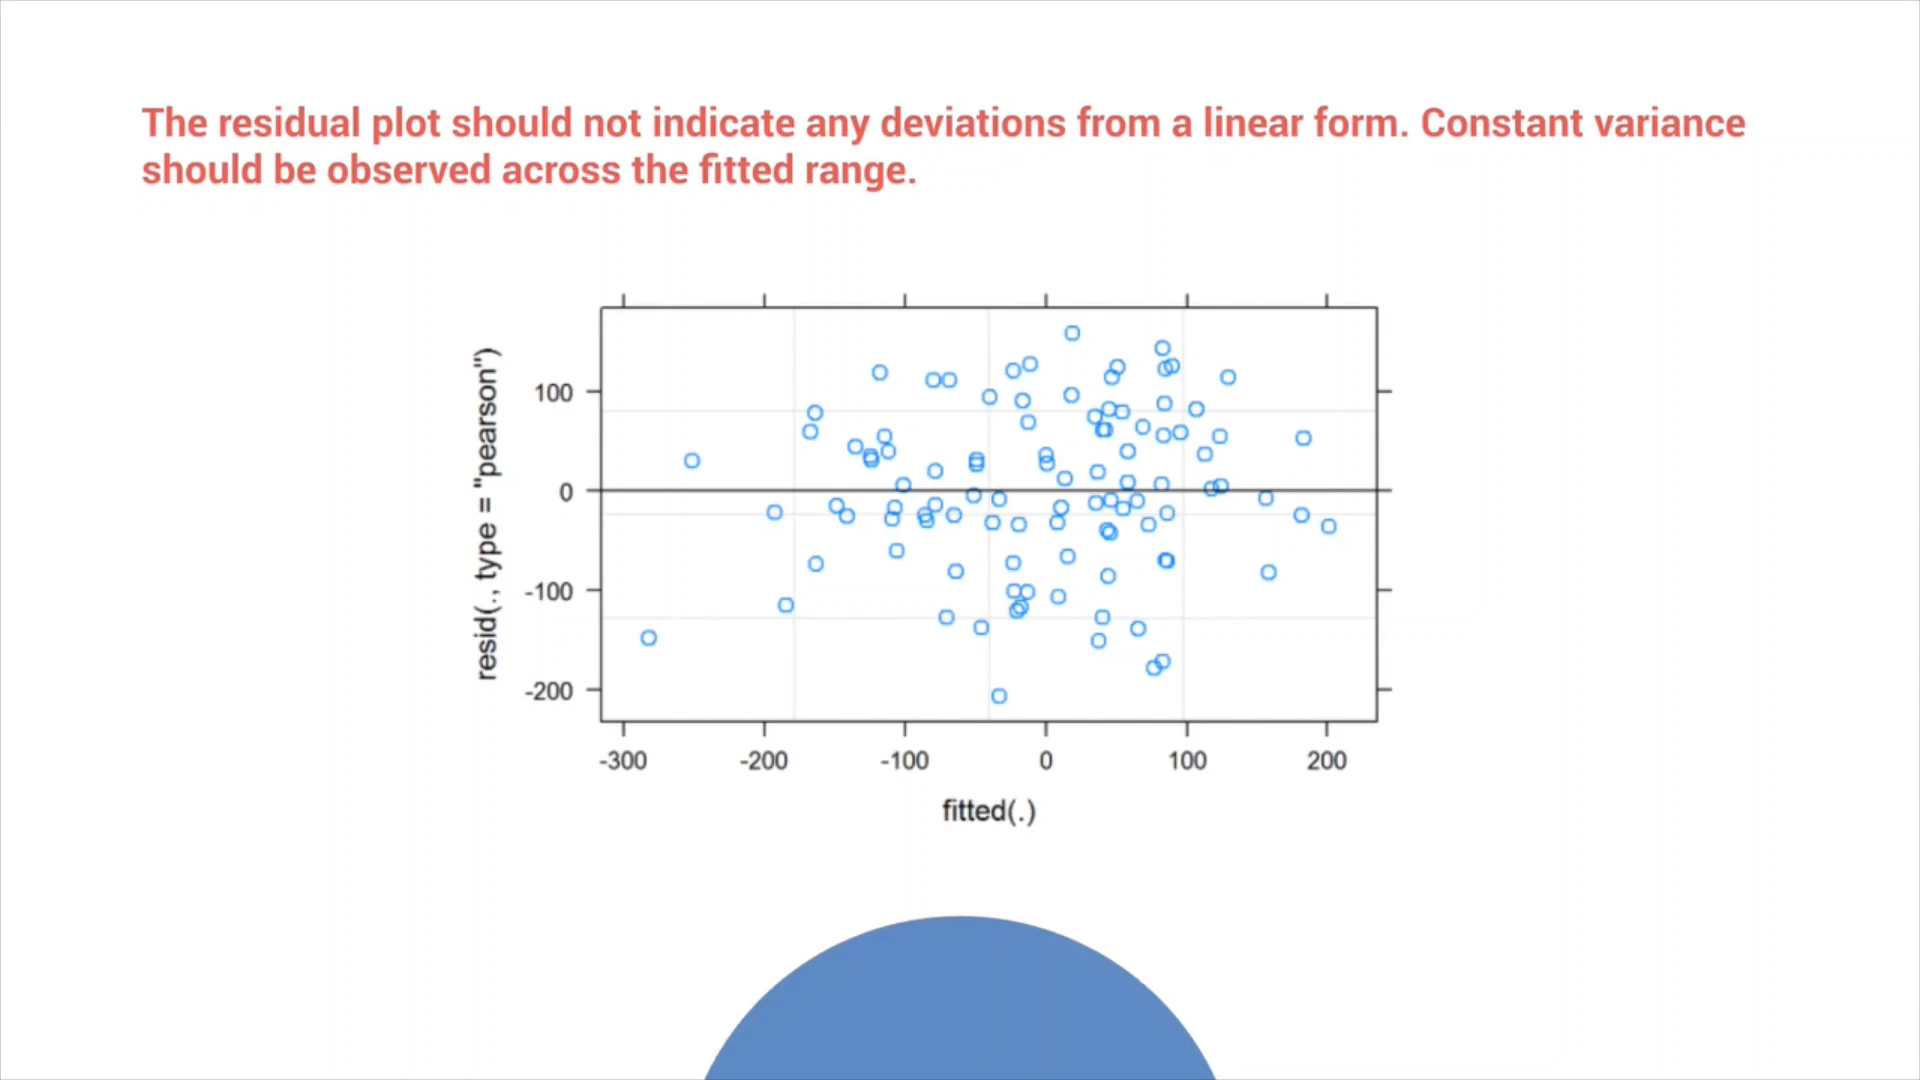 The residual plot should not indicate any deviations from a linear form. Constant variance
should be observed across the fitted range.
resid(., type = "pearson")
100
0
-100
-200
-300 -200 -100 0 100 200
fitted(.)